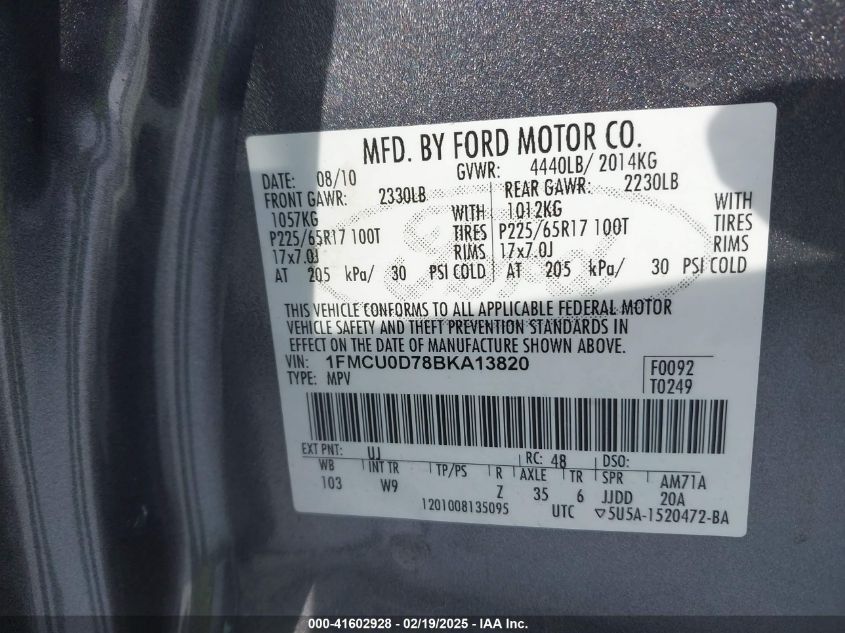 MFD. BY FORD MOTOR CO.
DATE: 08/10 GVWR: 4440LB/ 2014KG
FRONT GAWR: 2330LB REAR GAWR: 2230LB
1057KG WITH 1012KG WITH
P225/65R17 100T TIRES P225/65R17 100T TIRES
17x7.0J RIMS 17x7.0J RIMS
AT 205 kPa/ 30 PSI COLD AT 205 kPa/ 30 PSI COLD
THIS VEHICLE CONFORMS TO ALL APPLICABLE FEDERAL MOTOR
VEHICLE SAFETY AND THEFT PREVENTION STANDARDS IN
EFFECT ON THE DATE OF MANUFACTURE SHOWN ABOVE.
VIN: 1FMCU0D78BKA13820 F0092
TYPE: MPV T0249
EXT PNT: UJ RC: 48 DSO:
WB INT TR TP/PS R AXLE TR SPR AM71A
103 W9 Z 35 6 JJDD 20A
1201008135095 UTC ▽5U5A-1520472-BA
000-41602928 - 02/19/2025 - IAA Inc.